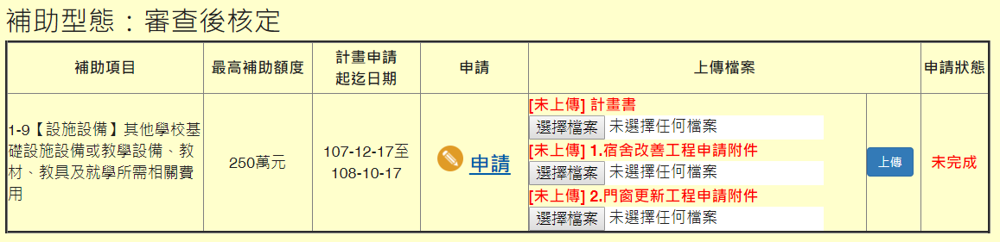 補助型態：審查後核定
補助項目
最高補助額度
計畫申請
起迄日期
申請
上傳檔案
申請狀態
1-9【設施設備】其他學校基
礎設施設備或教學設備、教
材、教具及就學所需相關費
用
250萬元
107-12-17至
108-10-17
申請
[未上傳] 計畫書
選擇檔案 未選擇任何檔案
[未上傳] 1.宿舍改善工程申請附件
選擇檔案 未選擇任何檔案
[未上傳] 2.門窗更新工程申請附件
選擇檔案 未選擇任何檔案
上傳
未完成